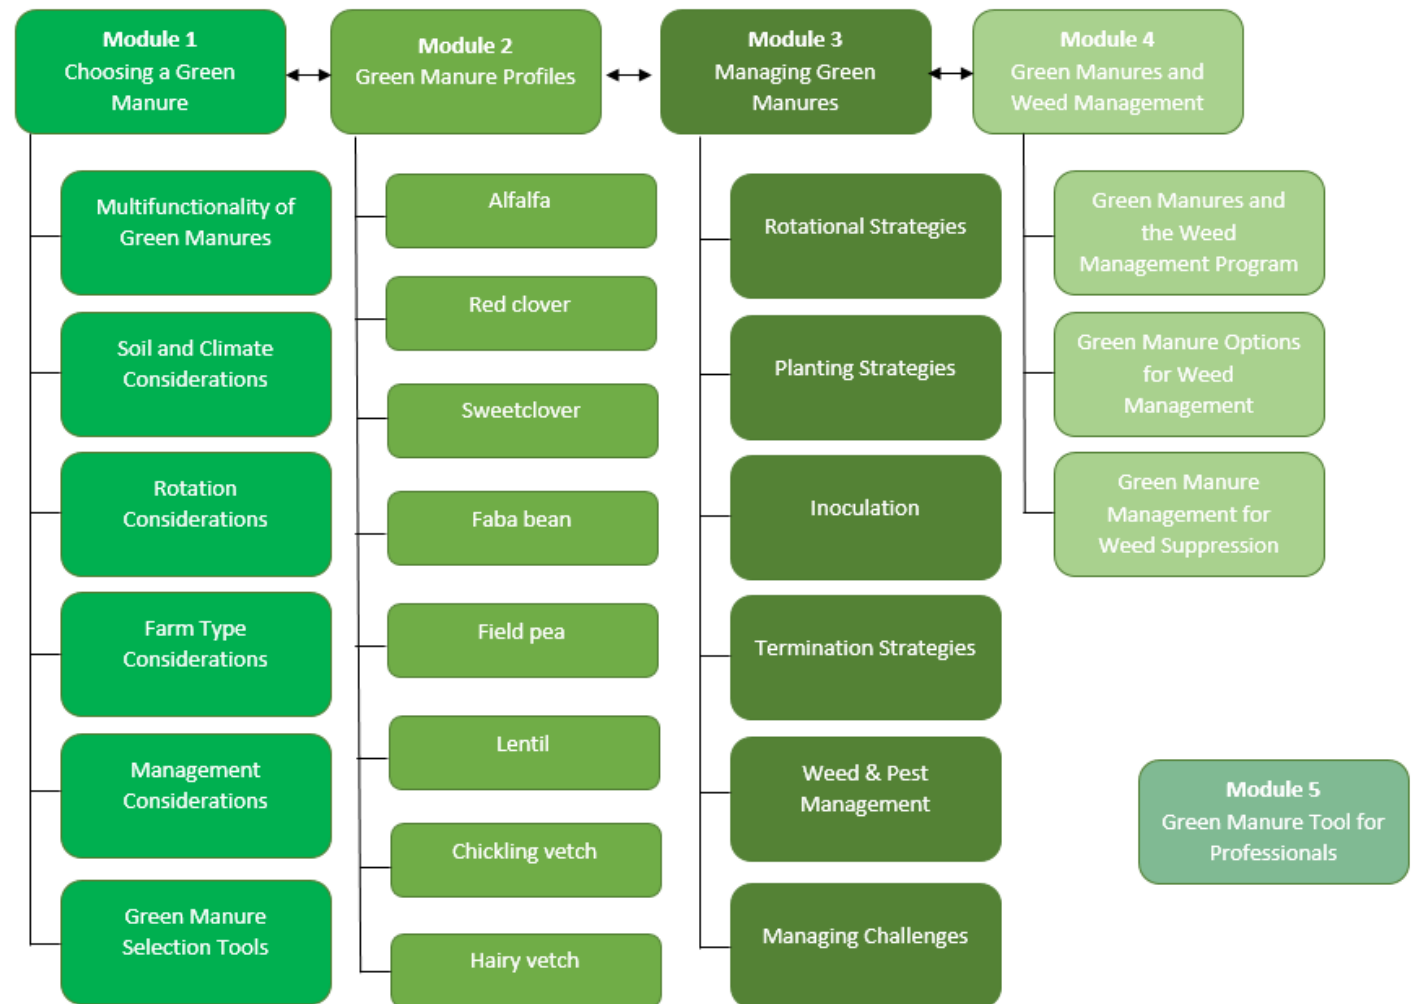 Module 1
Choosing a Green
Manure
Multifunctionality of
Green Manures
Soil and Climate
Considerations
Rotation
Considerations
Farm Type
Considerations
Management
Considerations
Green Manure
Selection Tools
Module 2
Green Manure Profiles
Alfalfa
Red clover
Sweetclover
Faba bean
Field pea
Lentil
Chickling vetch
Hairy vetch
Module 3
Managing Green
Manures
Rotational Strategies
Planting Strategies
Inoculation
Termination Strategies
Weed & Pest
Management
Managing Challenges
Module 4
Green Manures and
Weed Management
Green Manures and
the Weed
Management Program
Green Manure Options
for Weed
Management
Green Manure
Management for
Weed Suppression
Module 5
Green Manure Tool for
Professionals